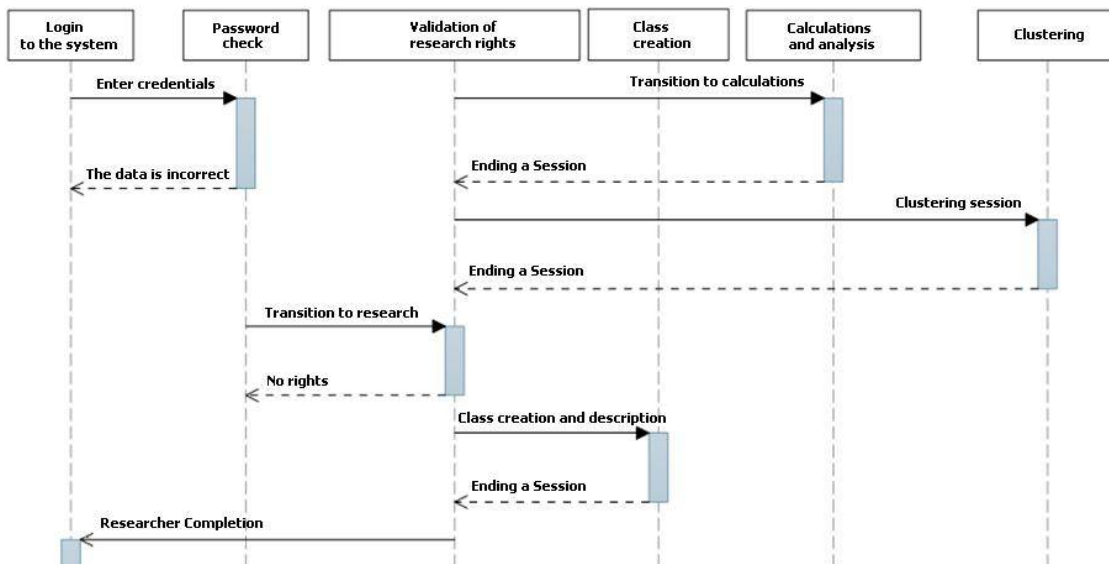 Login
to the system
Password
check
Validation of
research rights
Class
creation
Calculations
and analysis
Clustering
Enter credentials
Transition to calculations
The data is incorrect
Ending a Session
Clustering session
Ending a Session
Transition to research
No rights
Class creation and description
Ending a Session
Researcher Completion